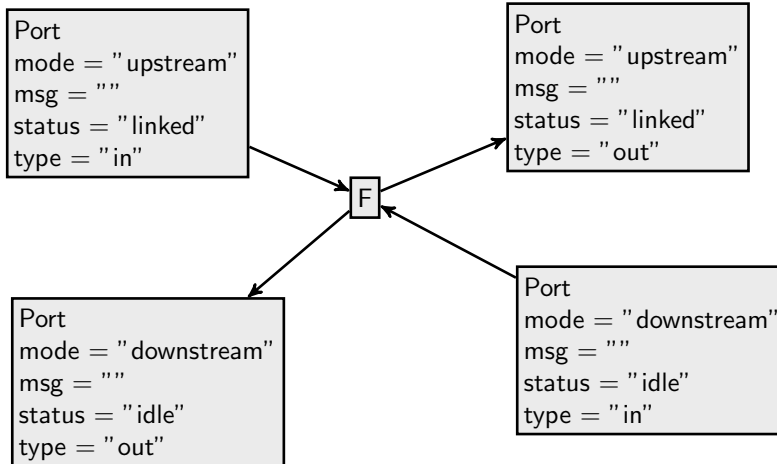 Port
mode = "upstream"
msg = ""
status = "linked"
type = "in"
Port
mode = "upstream"
msg = ""
status = "linked"
type = "out"
F
Port
mode = "downstream"
msg = ""
status = "idle"
type = "out"
Port
mode = "downstream"
msg = ""
status = "idle"
type = "in"